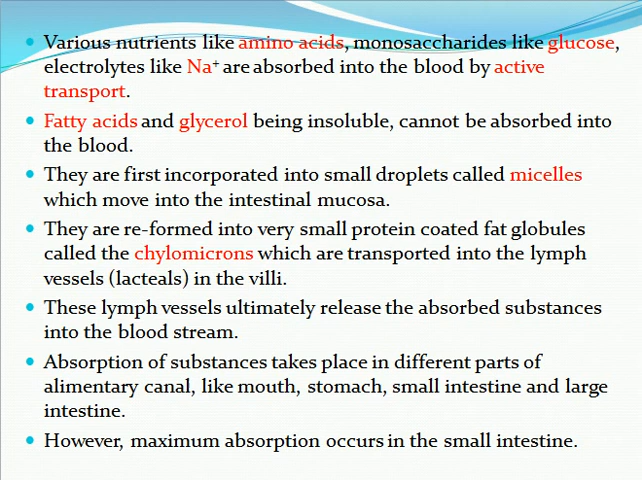 Various nutrients like amino acids, monosaccharides like glucose,
electrolytes like Na⁺ are absorbed into the blood by active
transport.
Fatty acids and glycerol being insoluble, cannot be absorbed into
the blood.
They are first incorporated into small droplets called micelles
which move into the intestinal mucosa.
They are re-formed into very small protein coated fat globules
called the chylomicrons which are transported into the lymph
vessels (lacteals) in the villi.
These lymph vessels ultimately release the absorbed substances
into the blood stream.
Absorption of substances takes place in different parts of
alimentary canal, like mouth, stomach, small intestine and large
intestine.
However, maximum absorption occurs in the small intestine.